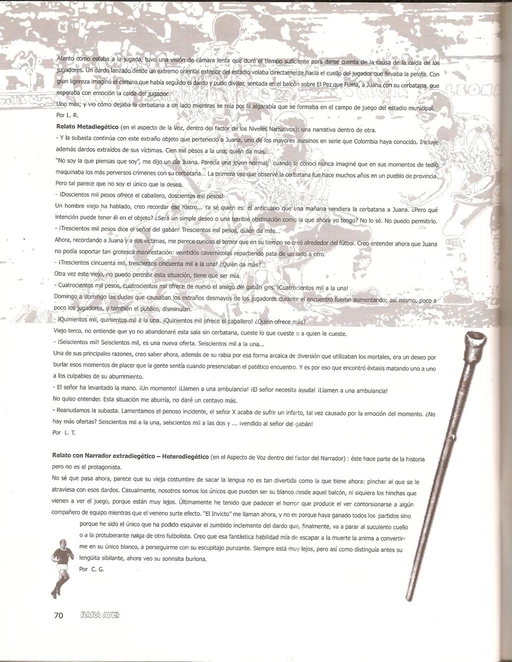 Atento como estaba a la jugada, tuvo una visión de cámara lenta que duró el tiempo suficiente para darse cuenta de la causa de la caída de los
jugadores. Un dardo lanzado desde un extremo oriental exterior del estadio volaba directamente hacia el cuello del jugador que llevaba la pelota. Con
gran ligereza imaginó el camino que había seguido el dardo y pudo divisar, sentada en el balcón sobre El Pez que Fuma, a Juana con su cerbatana, que
esperaba con emoción la caída del jugador.
Uno más; y vio cómo dejaba la cerbatana a un lado mientras se reía por la algarabía que se formaba en el campo de juego del estadio municipal.
Por L. R.
Relato Metadiegético (en el aspecto de la Voz, dentro del factor de los Niveles Narrativos): una narrativa dentro de otra.
- Y la subasta continúa con este extraño objeto que perteneció a Juana, uno de los mayores asesinos en serie que Colombia haya conocido. Incluye
además dardos extraídos de sus víctimas. Cien mil pesos a la una; quién da más...
"No soy la que piensas que soy", me dijo un día Juana. Parecía una joven normal; cuando la conocí nunca imaginé que en sus momentos de tedio
maquinaba los más perversos crímenes con su cerbatana... La primera vez que observé la cerbatana fue hace muchos años en un pueblo de provincia.
Pero tal parece que no soy el único que la desea.
- ¡Doscientos mil pesos ofrece el caballero, doscientos mil pesos!
Un hombre viejo ha hablado, creo recordar ese rostro... Ya sé quién es: el anticuario que una mañana vendiera la cerbatana a Juana. ¿Pero qué
intención puede tener él en el objeto? ¿Será un simple deseo o una terrible obstinación como la que ahora yo tengo? No lo sé. No puedo permitirlo.
- ¡Trescientos mil pesos dice el señor del gabán! Trescientos mil pesos, quién da más...
Ahora, recordando a Juana y a sus víctimas, me parece curioso el temor que en su tiempo se creó alrededor del fútbol. Creo entender ahora que Juana
no podía soportar tan grotesca manifestación: veintidós cavernícolas repartiendo pata de un lado a otro.
- ¡Trescientos cincuenta mil, trescientos cincuenta mil a la una! ¿Quién da más?
Otra vez este viejo, no puedo permitir esta situación, tiene que ser mía.
- Cuatrocientos mil pesos, cuatrocientos mil ofrece de nuevo el amigo del gabán gris. ¡Cuatrocientos mil a la una!
Domingo a domingo las dudas que causaban los extraños desmayos de los jugadores durante el encuentro fueron aumentando; así mismo, poco a
poco los jugadores, y también el público, disminuían.
- ¡Quinientos mil, quinientos mil a la una. ¡Quinientos mil ofrece el caballero! ¿Quién ofrece más?
Viejo terco, no entiende que yo no abandonaré esta sala sin cerbatana, cueste lo que cueste o a quien le cueste.
- ¡Seiscientos mil! Seiscientos mil, es una nueva oferta. Seiscientos mil a la una...
Una de sus principales razones, creo saber ahora, además de su rabia por esa forma arcaica de diversión que utilizaban los mortales, era un deseo por
burlar esos momentos de placer que la gente sentía cuando presenciaban el patético encuentro. Y es por eso que encontró éxtasis matando uno a uno
a los culpables de su aburrimiento.
- El señor ha levantado la mano. ¡Un momento! ¡Llamen a una ambulancia! ¡El señor necesita ayuda! ¡Llamen a una ambulancia!
No quiso entender. Esta situación me aburría, no daré un centavo más.
- Reanudamos la subasta. Lamentamos el penoso incidente, el señor X acaba de sufrir un infarto, tal vez causado por la emoción del momento. ¿No
hay más ofertas? Seiscientos mil a la una, seiscientos mil a las dos y ... ¡vendido al señor del gabán!
Por L. T.
Relato con Narrador extradiegético – Heterodiegético (en el Aspecto de Voz dentro del factor del Narrador) : éste hace parte de la historia
pero no es el protagonista.
No sé que pasa ahora, parece que su vieja costumbre de sacar la lengua no es tan divertida como la que tiene ahora: pinchar al que se le
atraviesa con esos dardos. Casualmente, nosotros somos los únicos que pueden ser su blanco desde aquel balcón, ni siquiera los hinchas que
vienen a ver el juego, porque están muy lejos. Últimamente he tenido que padecer el horror que produce el ver contorsionarse a algún
compañero de equipo mientras que el veneno surte efecto. "El Invicto" me llaman ahora, y no es porque haya ganado todos los partidos sino
porque he sido el único que ha podido esquivar el zumbido inclemente del dardo que, finalmente, va a parar al suculento cuello
o a la protuberante nalga de otro futbolista. Creo que esa fantástica habilidad mía de escapar a la muerte la anima a convertir-
me en su único blanco, a perseguirme con su escupitajo punzante. Siempre está muy lejos, pero así como distinguía antes su
lengüita sibilante, ahora veo su sonrisita burlona.
Por C. G.
70 RARA AVES